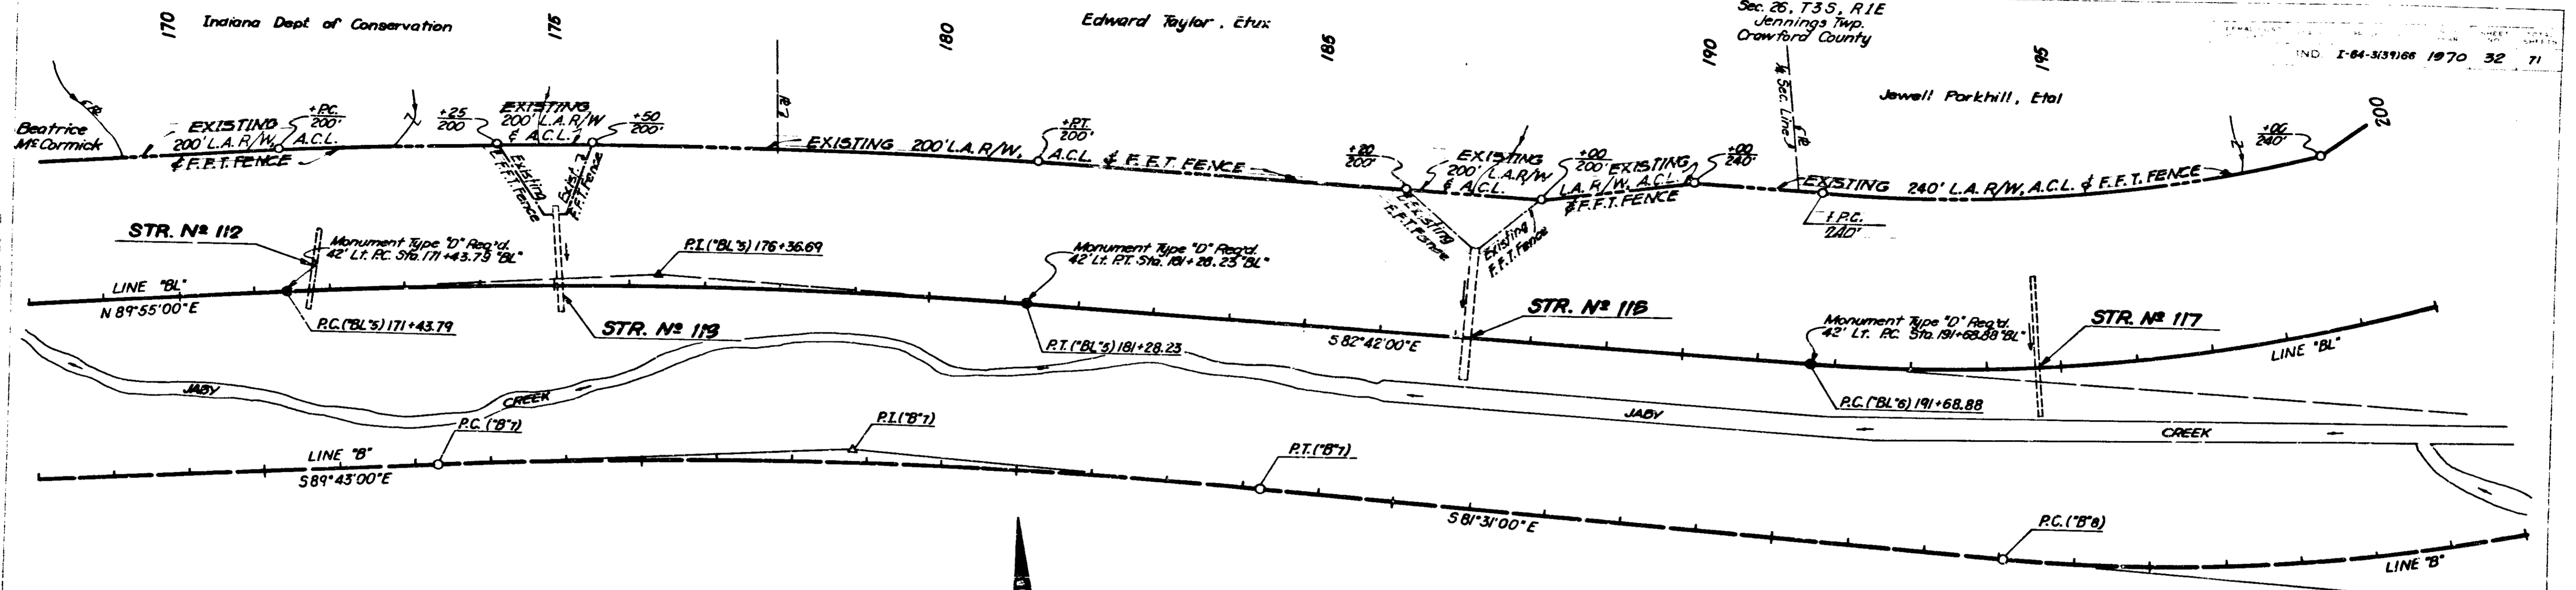 Indiana Dept of Conservation
Edward Taylor, Etux
Sec. 26, T3S, R1E
Jennings Twp.
Crawford County
IND. I-64-3(39)66 1970 32 71
170
175
180
185
190
195
200
¼ Sec. Line
Jewell Parkhill, Etal
Beatrice
McCormick
EXISTING
200' L.A. R/W, A.C.L.
& F.F.T. FENCE
+P.C.
200'
+25
200
EXISTING
200' L.A. R/W
& A.C.L.
+50
200'
Existing
F.F.T. Fence
Exist.
F.F.T. Fence
EXISTING 200' L.A. R/W, A.C.L. & F.F.T. FENCE
+P.T.
200'
+20
200'
EXISTING
200' L.A. R/W
& A.C.L.
+00
200'
EXISTING
L.A. R/W, A.C.L.
& F.F.T. FENCE
+00
240'
Existing
F.F.T. Fence
Existing
F.F.T. Fence
EXISTING 240' L.A. R/W, A.C.L. & F.F.T. FENCE
+P.C.
240'
+00
240'
STR. Nº 112
Monument Type "D" Req'd.
42' Lt. P.C. Sta. 171+43.79 "BL"
P.I. ("BL"5) 176+36.69
Monument Type "D" Req'd.
42' Lt. P.T. Sta. 181+28.23 "BL"
LINE "BL"
N 89°55'00" E
P.C. ("BL"5) 171+43.79
STR. Nº 113
P.T. ("BL"5) 181+28.23
S 82°42'00" E
STR. Nº 115
Monument Type "D" Req'd.
42' Lt. P.C. Sta. 191+68.88 "BL"
STR. Nº 117
LINE "BL"
P.C. ("BL"6) 191+68.88
JABY
CREEK
JABY
CREEK
P.C. ("B"7)
P.I. ("B"7)
P.T. ("B"7)
LINE "B"
S 89°43'00" E
S 81°31'00" E
P.C. ("B"8)
LINE "B"